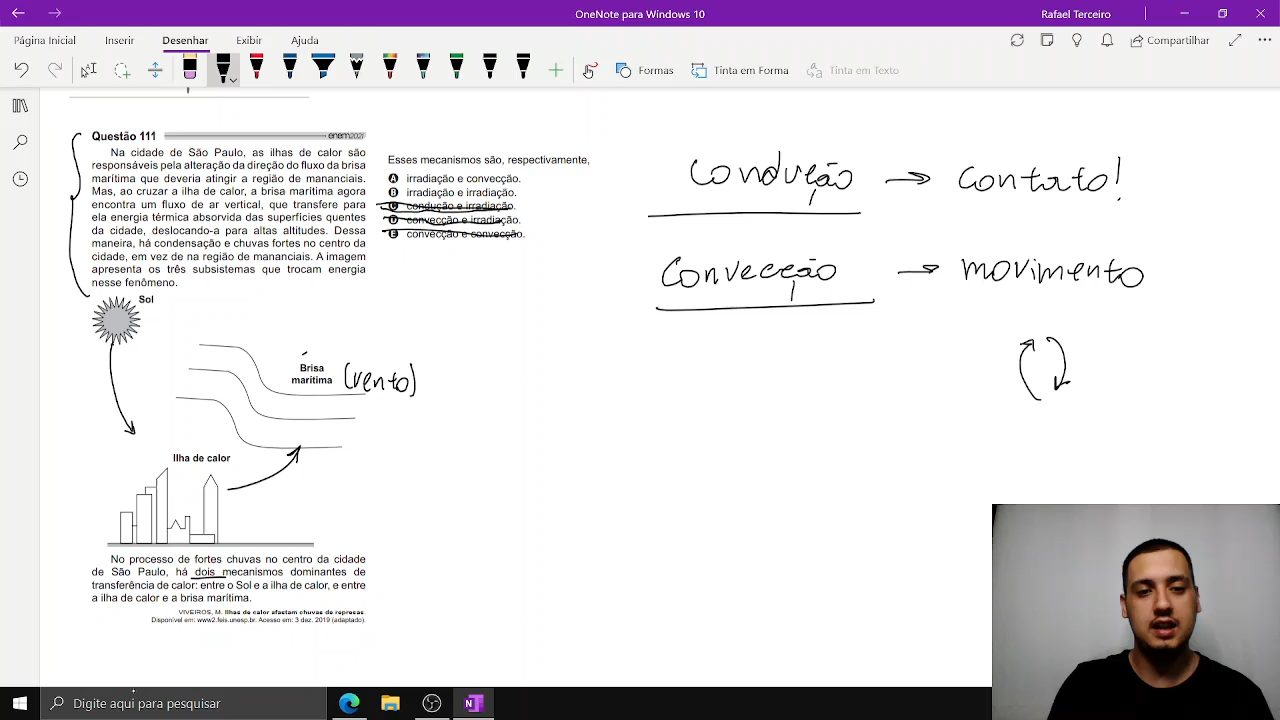 OneNote para Windows 10
Rafael Terceiro
Página Inicial
Inserir
Desenhar
Exibir
Ajuda
Compartilhar
Formas
Tinta em Forma
Tinta em Texto
Questão 111
enem2021
Na cidade de São Paulo, as ilhas de calor são
responsáveis pela alteração da direção do fluxo da brisa
marítima que deveria atingir a região de mananciais.
Mas, ao cruzar a ilha de calor, a brisa marítima agora
encontra um fluxo de ar vertical, que transfere para
ela energia térmica absorvida das superfícies quentes
da cidade, deslocando-a para altas altitudes. Dessa
maneira, há condensação e chuvas fortes no centro da
cidade, em vez de na região de mananciais. A imagem
apresenta os três subsistemas que trocam energia
nesse fenômeno.
Sol
Brisa
marítima
(vento)
Ilha de calor
No processo de fortes chuvas no centro da cidade
de São Paulo, há dois mecanismos dominantes de
transferência de calor: entre o Sol e a ilha de calor, e entre
a ilha de calor e a brisa marítima.
VIVEIROS, M. Ilhas de calor afastam chuvas de represas.
Disponível em: www2.feis.unesp.br. Acesso em: 3 dez. 2019 (adaptado).
Esses mecanismos são, respectivamente,
A irradiação e convecção.
B irradiação e irradiação.
C condução e irradiação.
D convecção e irradiação.
E convecção e convecção.
Condução → contato!
Convecção → movimento
Digite aqui para pesquisar